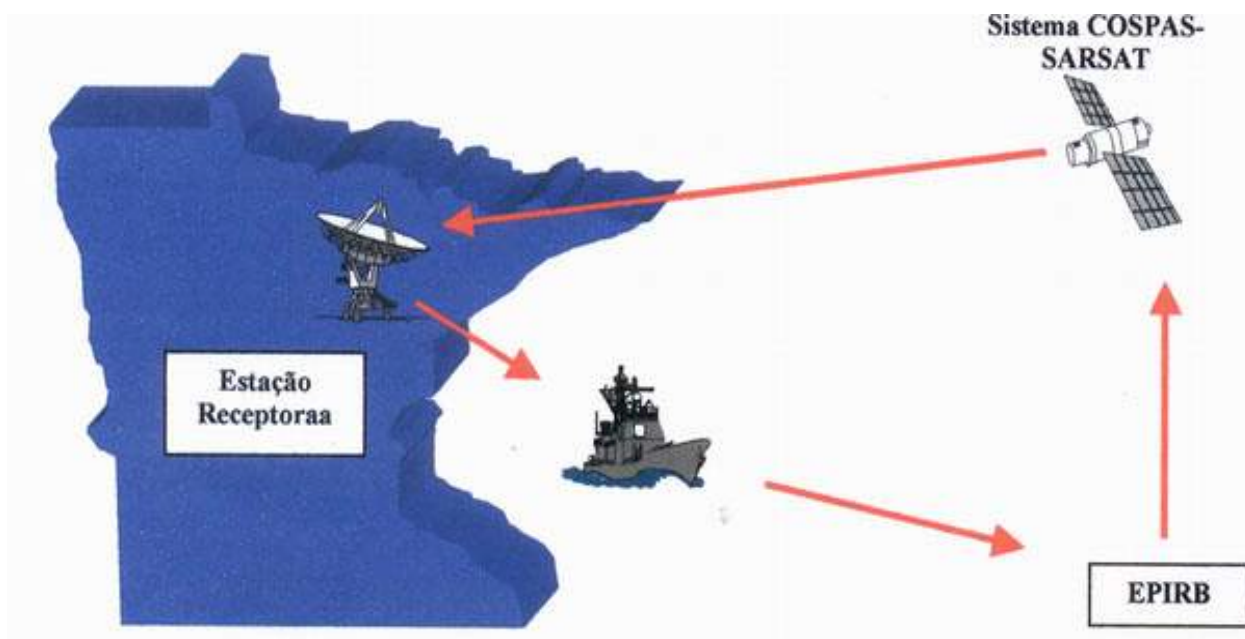 Sistema COSPAS-
SARSAT
Estação
Receptoraa
EPIRB